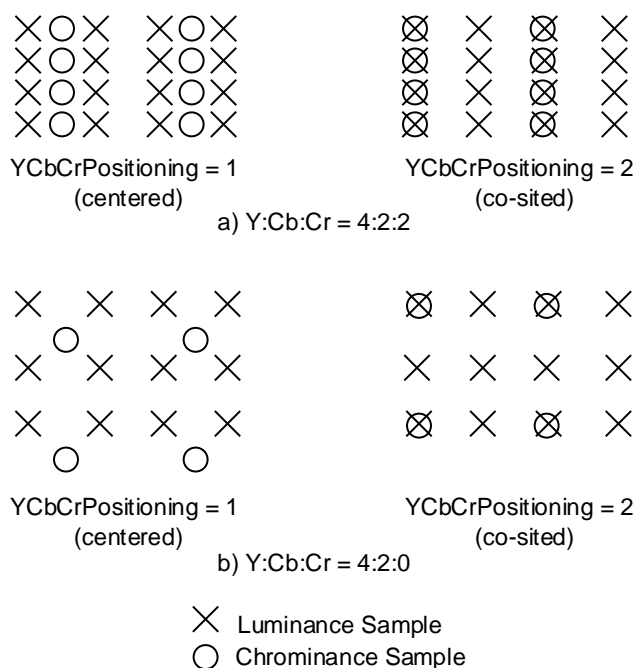 YCbCrPositioning = 1
(centered)
YCbCrPositioning = 2
(co-sited)
a) Y:Cb:Cr = 4:2:2
YCbCrPositioning = 1
(centered)
YCbCrPositioning = 2
(co-sited)
b) Y:Cb:Cr = 4:2:0
Luminance Sample
Chrominance Sample